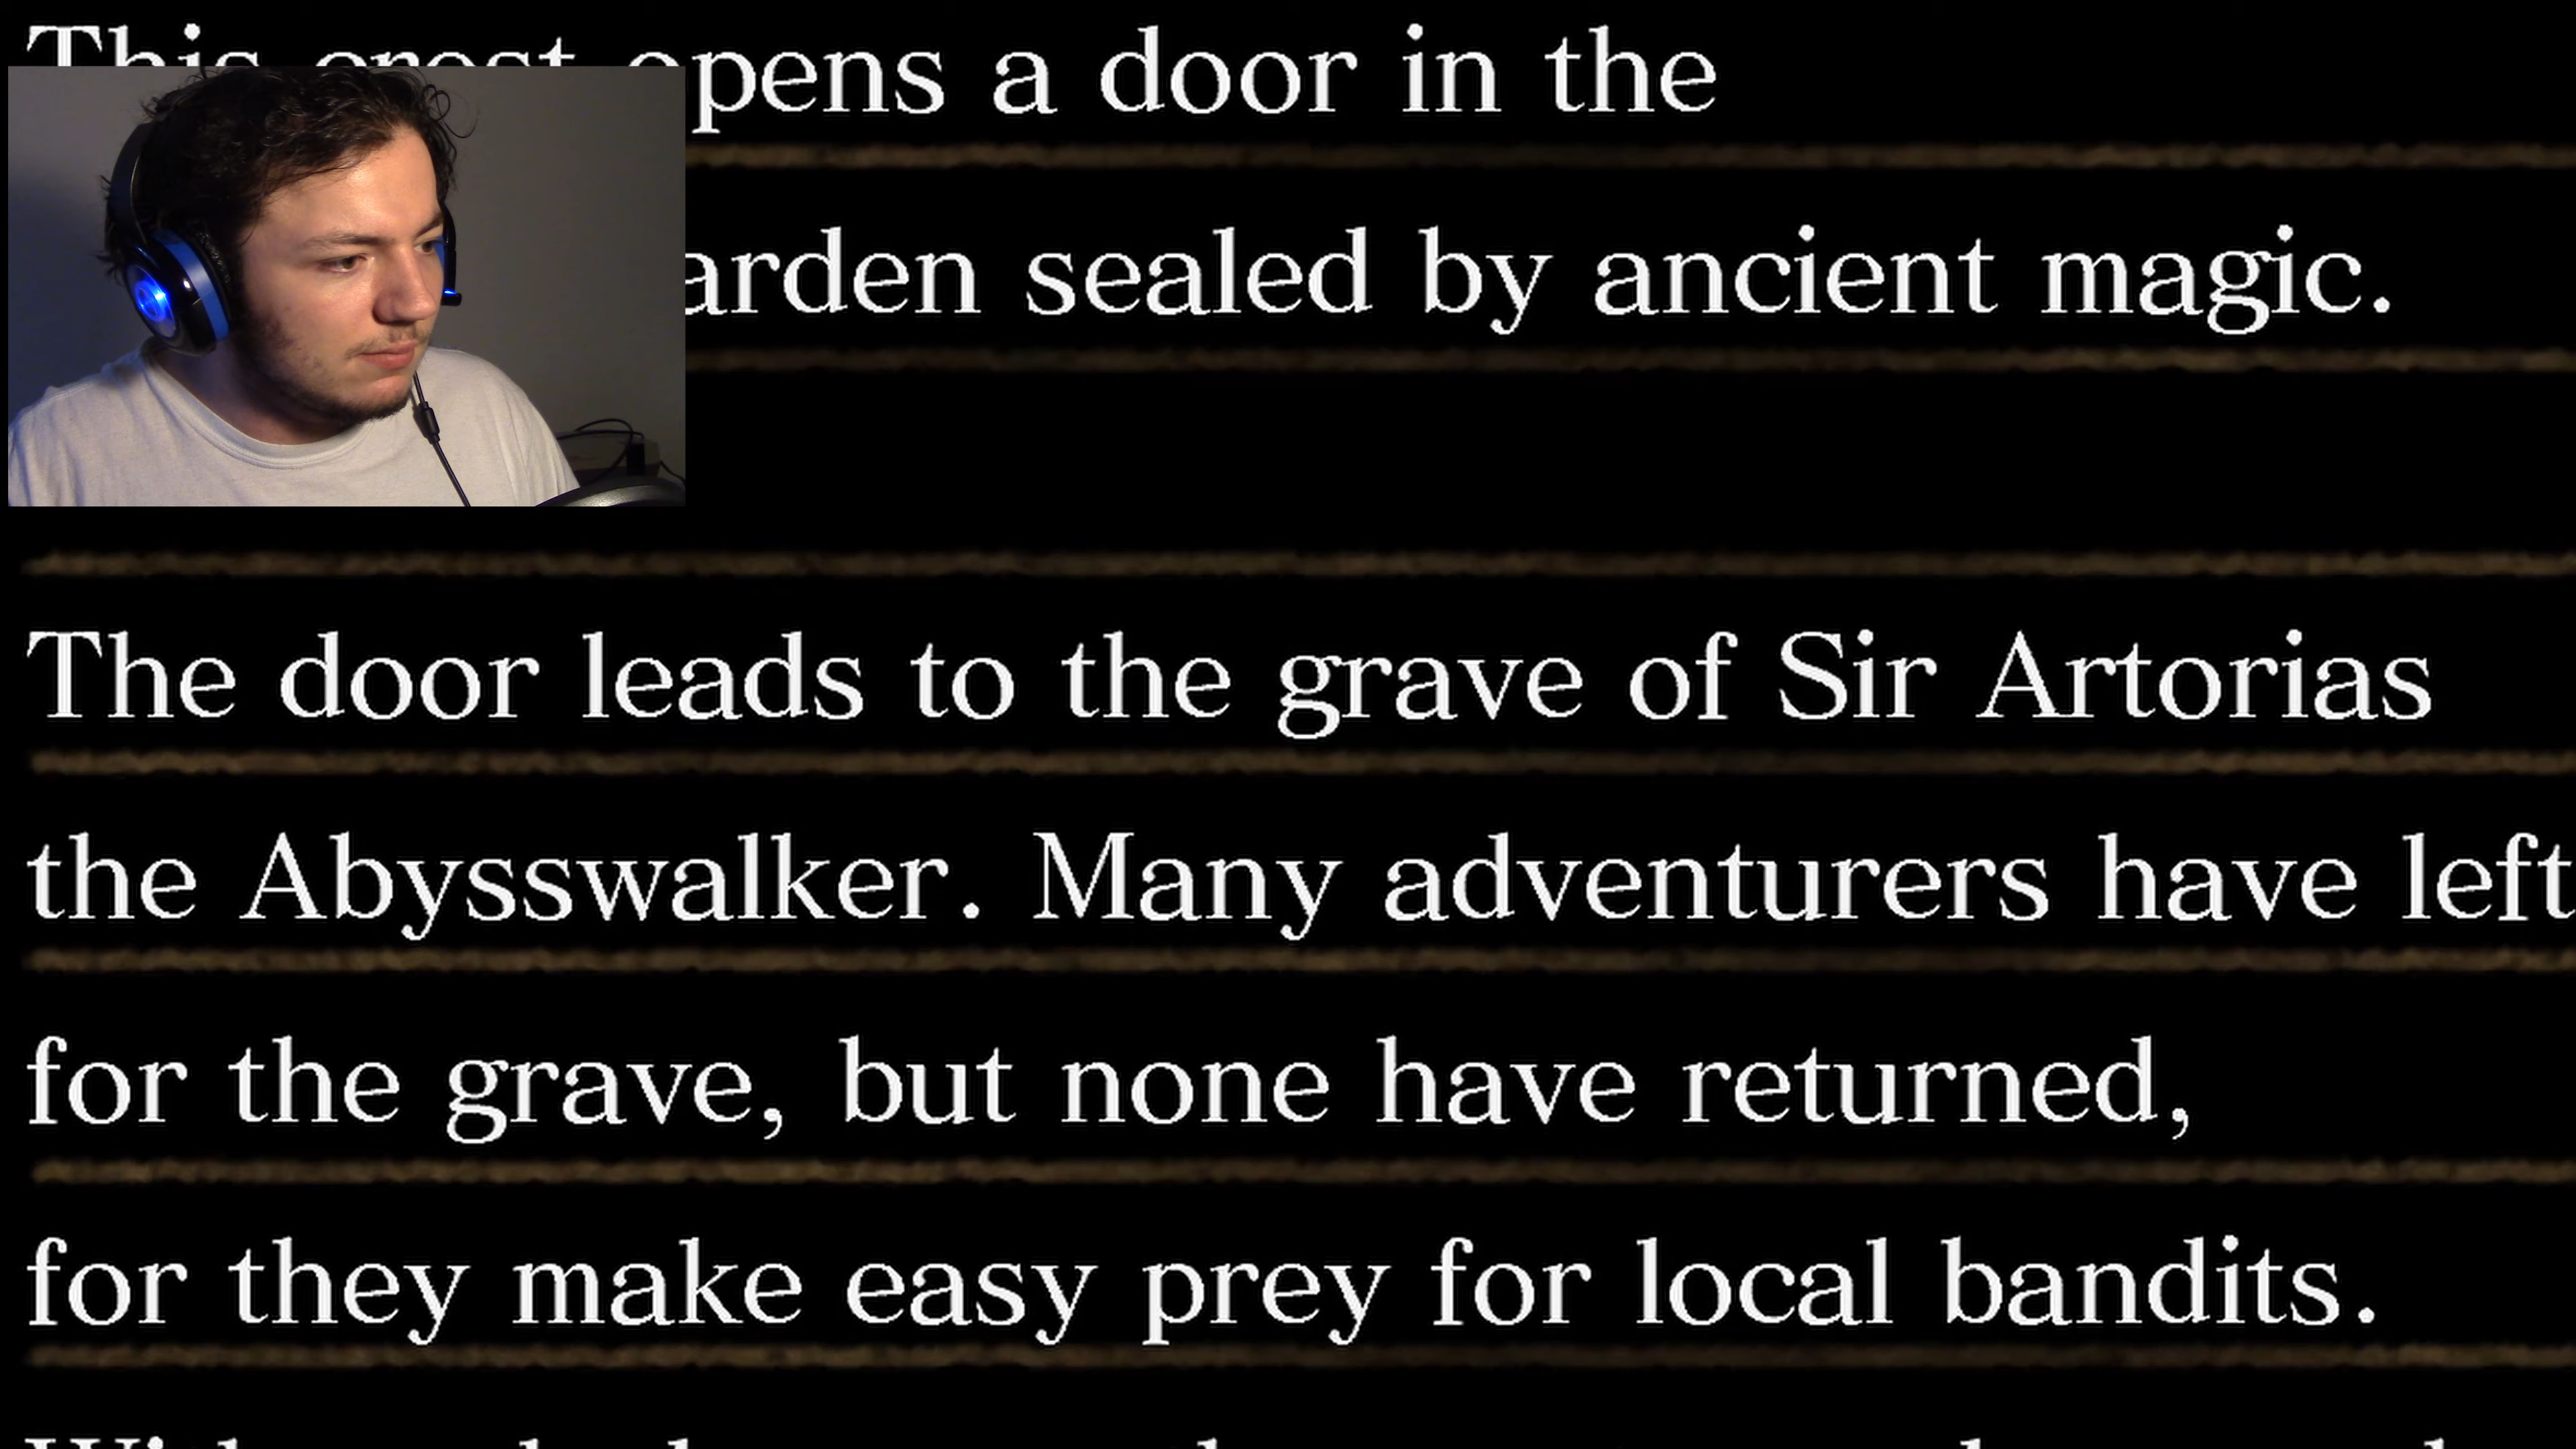 This crest opens a door in the
arden sealed by ancient magic.
The door leads to the grave of Sir Artorias
the Abysswalker. Many adventurers have left
for the grave, but none have returned,
for they make easy prey for local bandits.